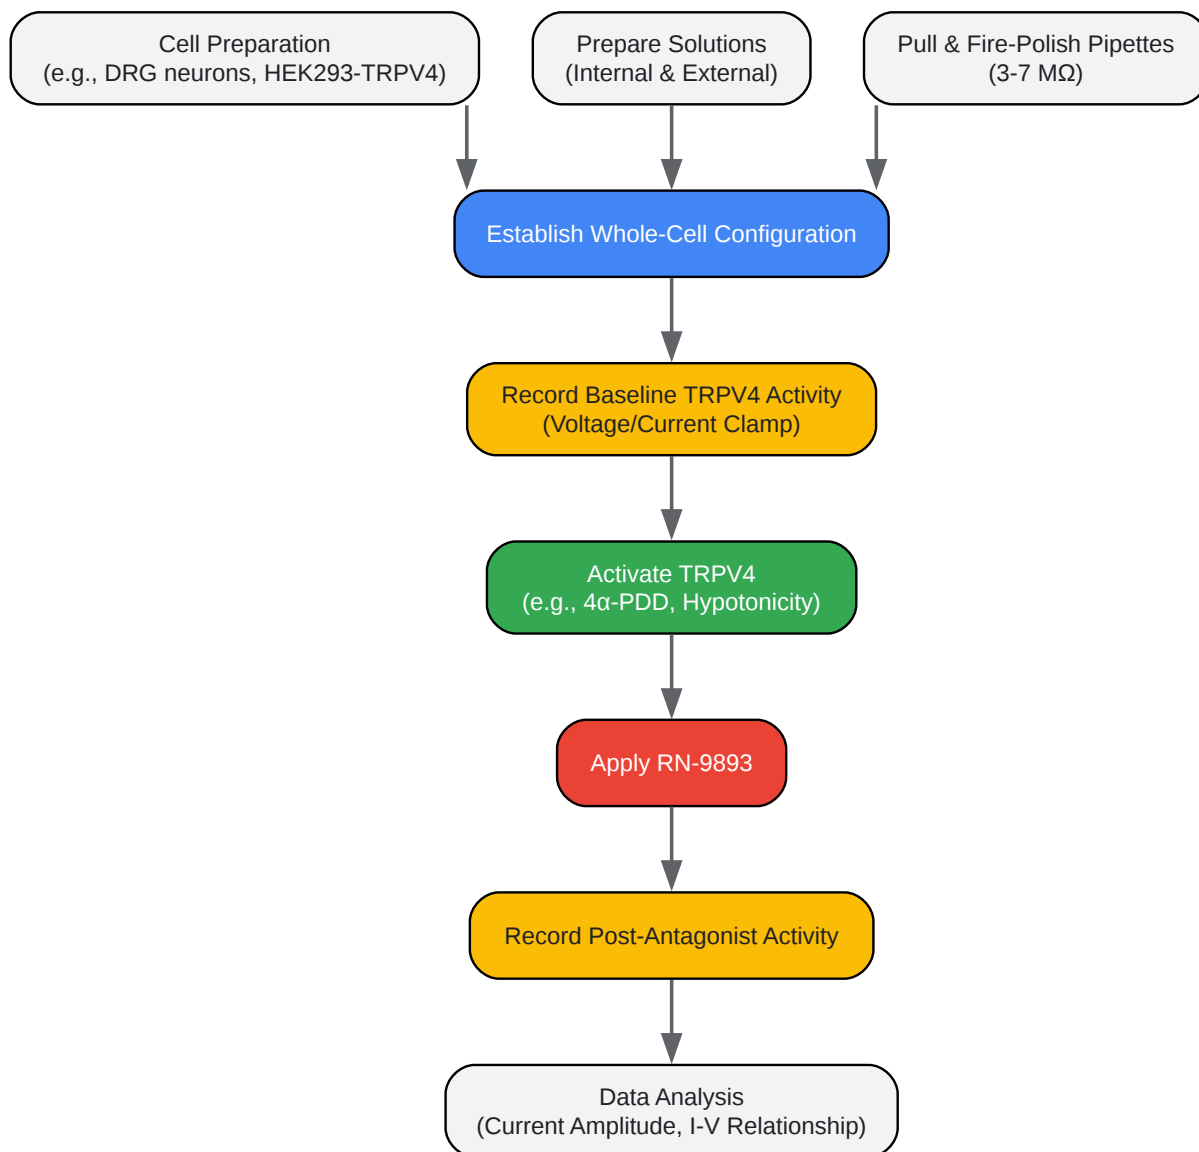 Cell Preparation
(e.g., DRG neurons, HEK293-TRPV4)
Prepare Solutions
(Internal & External)
Pull & Fire-Polish Pipettes
(3-7 MΩ)
Establish Whole-Cell Configuration
Record Baseline TRPV4 Activity
(Voltage/Current Clamp)
Activate TRPV4
(e.g., 4α-PDD, Hypotonicity)
Apply RN-9893
Record Post-Antagonist Activity
Data Analysis
(Current Amplitude, I-V Relationship)